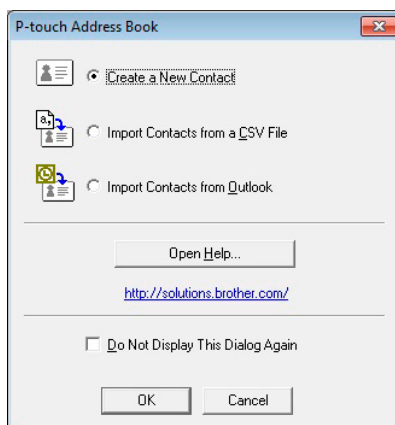 P-touch Address Book
Create a New Contact
a,
Import Contacts from a CSV File
Import Contacts from Outlook
Open Help...
http://solutions.brother.com/
Do Not Display This Dialog Again
OK
Cancel